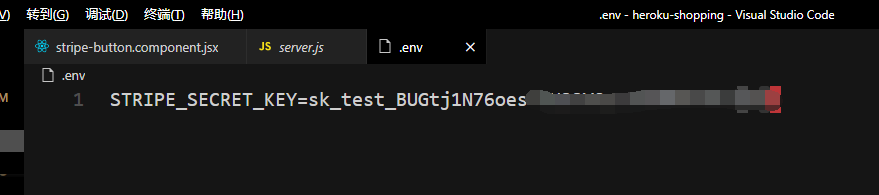 V) 转到(G) 调试(D) 终端(T) 帮助(H) .env - heroku-shopping - Visual Studio Code
stripe-button.component.jsx JS server.js .env
.env
1 STRIPE_SECRET_KEY=sk_test_BUGtj1N76oes